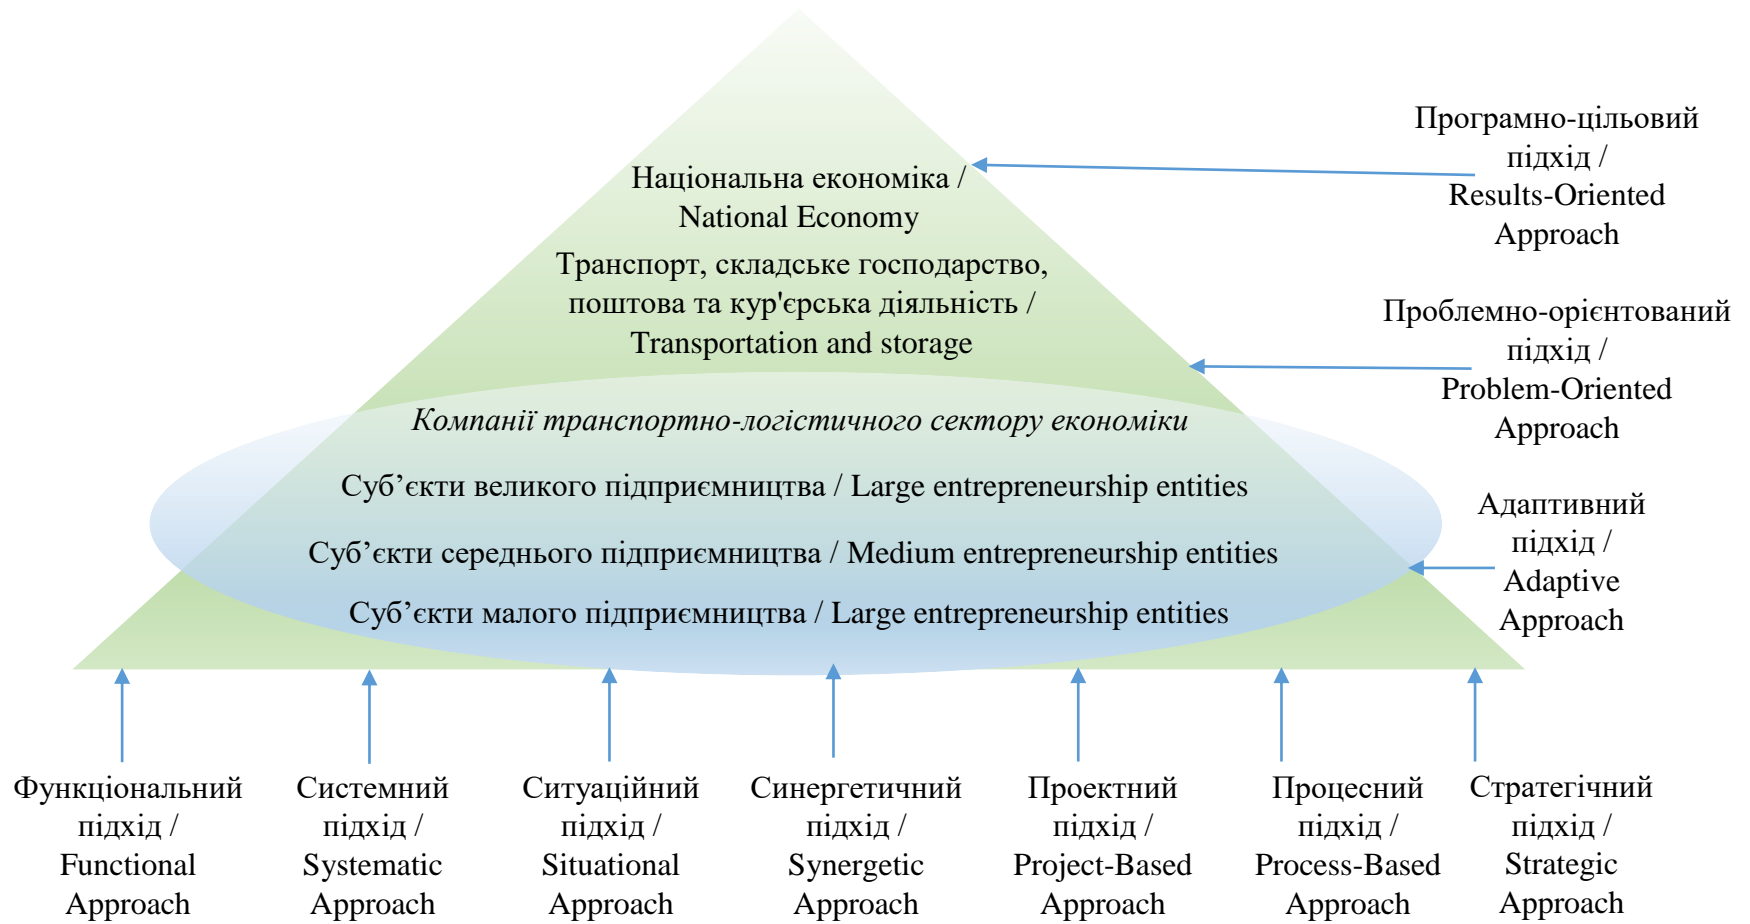 Програмно-цільовий
підхід /
Results-Oriented
Approach
Національна економіка /
National Economy
Транспорт, складське господарство,
поштова та кур'єрська діяльність /
Transportation and storage
Проблемно-орієнтований
підхід /
Problem-Oriented
Approach
Компанії транспортно-логістичного сектору економіки
Суб’єкти великого підприємництва / Large entrepreneurship entities
Суб’єкти середнього підприємництва / Medium entrepreneurship entities
Суб’єкти малого підприємництва / Large entrepreneurship entities
Адаптивний
підхід /
Adaptive
Approach
Функціональний
підхід /
Functional
Approach
Системний
підхід /
Systematic
Approach
Ситуаційний
підхід /
Situational
Approach
Синергетичний
підхід /
Synergetic
Approach
Проектний
підхід /
Project-Based
Approach
Процесний
підхід /
Process-Based
Approach
Стратегічний
підхід /
Strategic
Approach